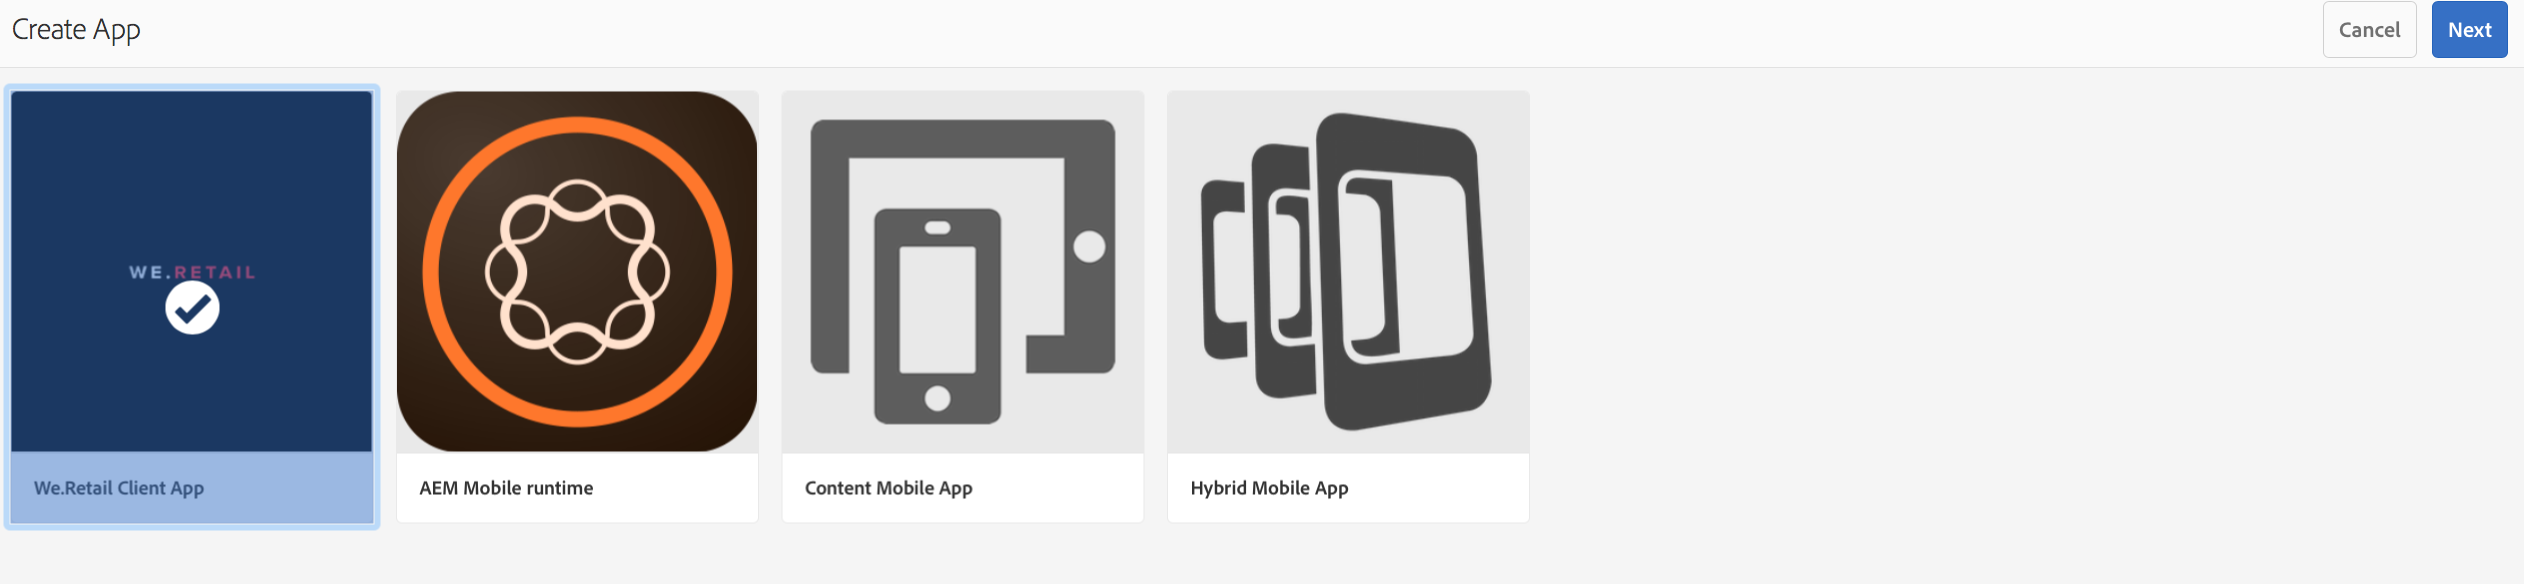 Create App
Cancel
Next
WE.RETAIL
We.Retail Client App
AEM Mobile runtime
Content Mobile App
Hybrid Mobile App